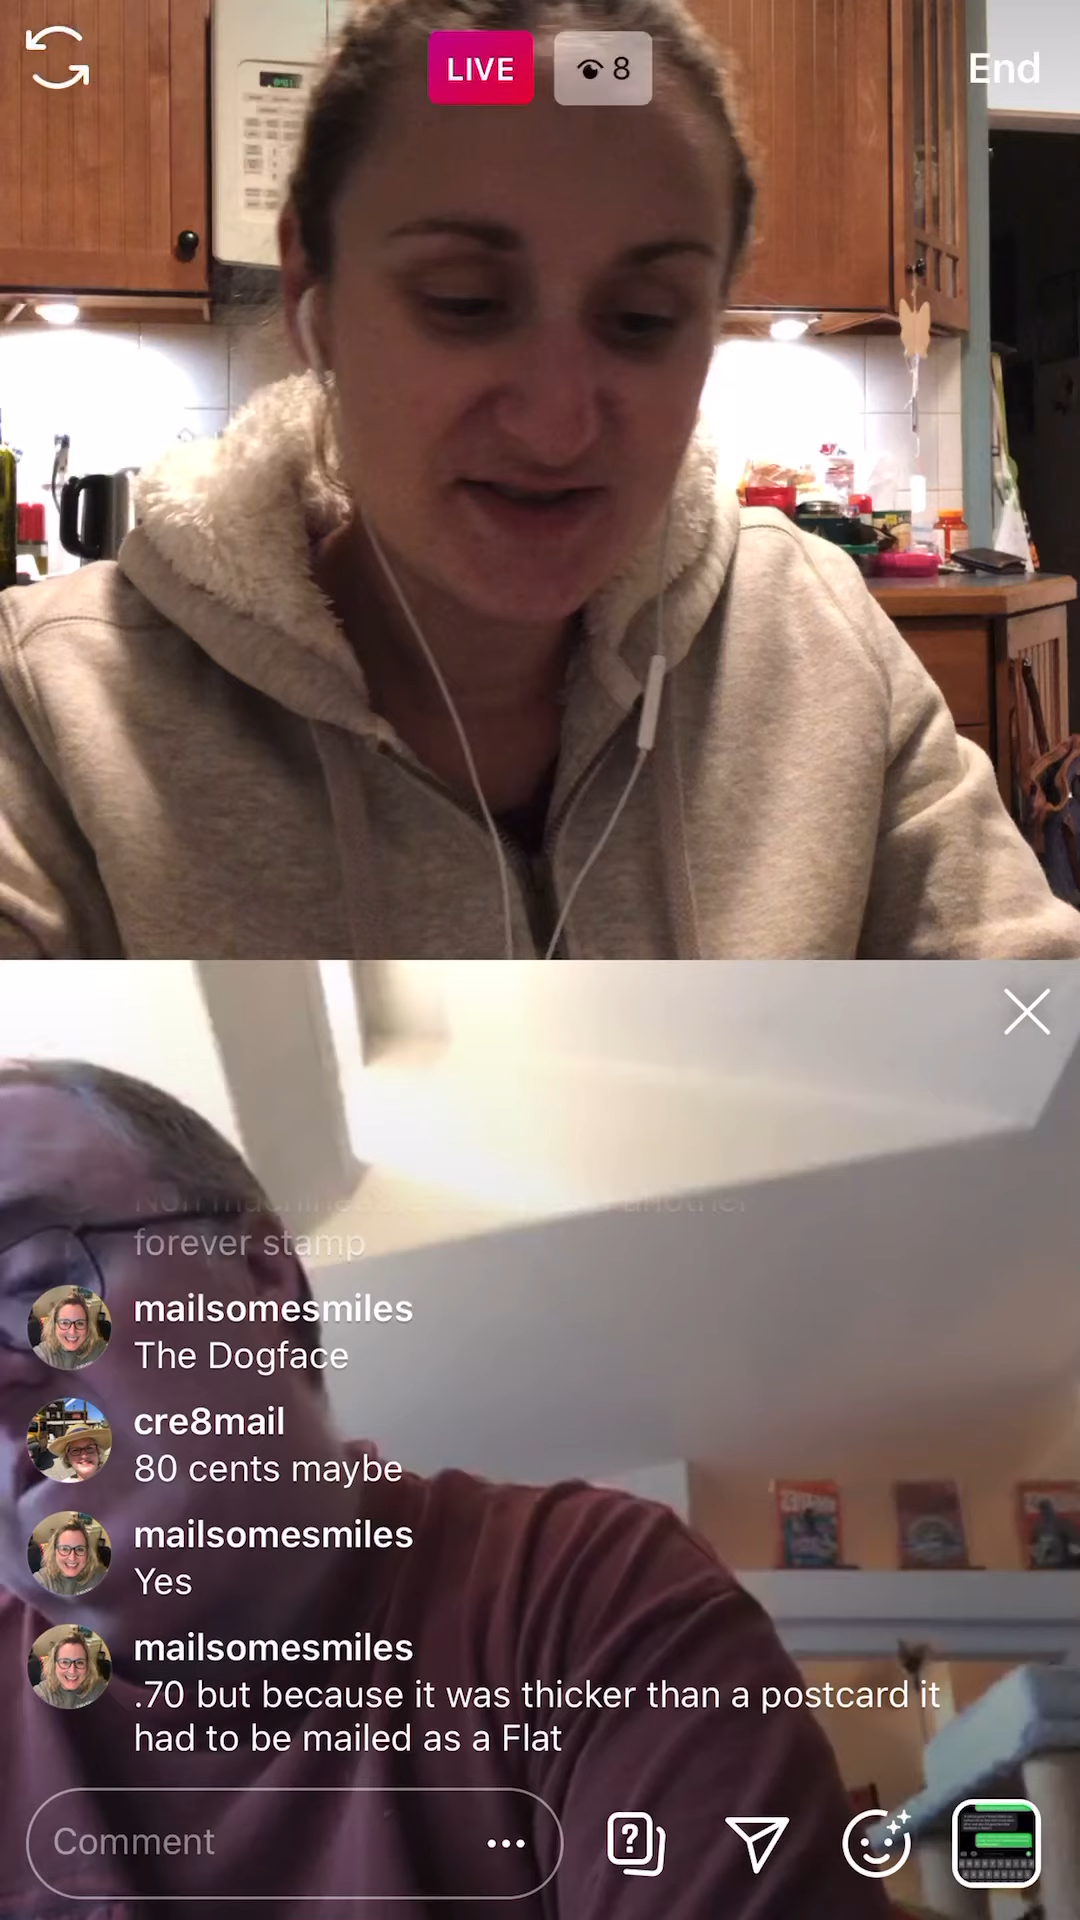 LIVE
8
End
forever stamp
mailsomesmiles
The Dogface
cre8mail
80 cents maybe
mailsomesmiles
Yes
mailsomesmiles
.70 but because it was thicker than a postcard it
had to be mailed as a Flat
Comment